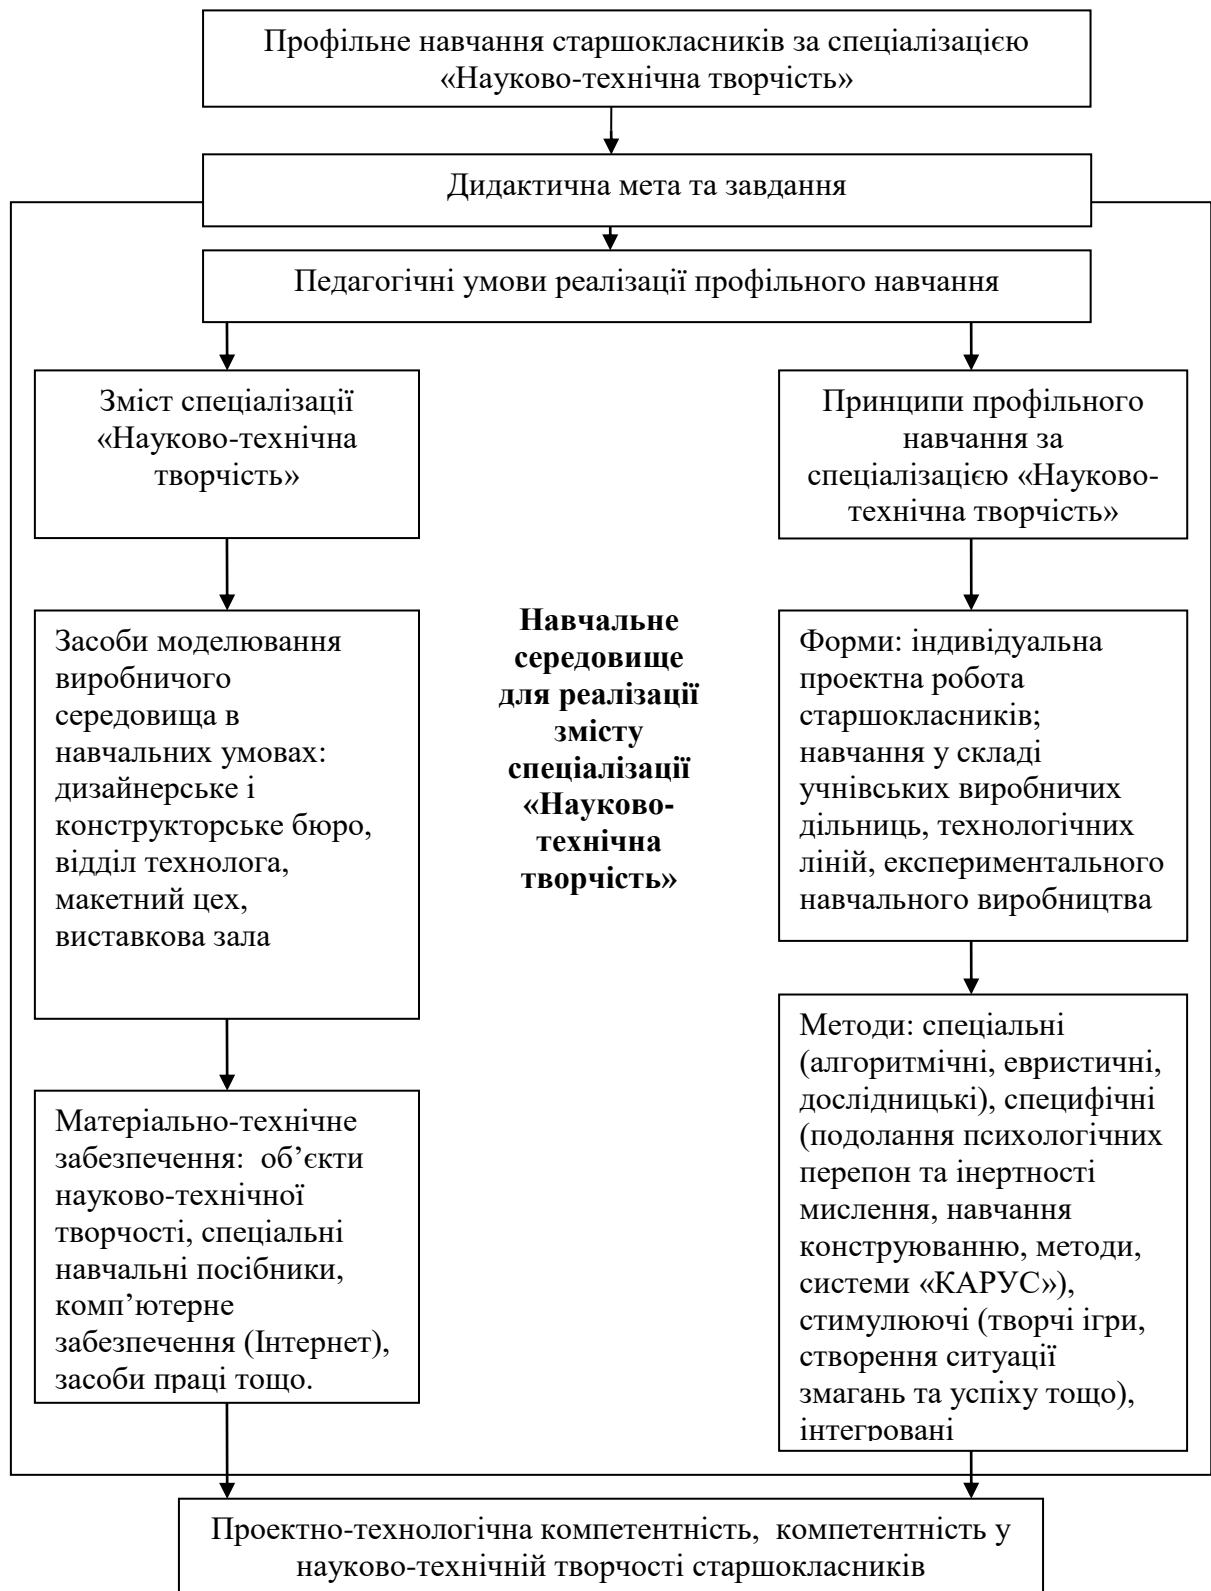 Профільне навчання старшокласників за спеціалізацією
«Науково-технічна творчість»
Дидактична мета та завдання
Педагогічні умови реалізації профільного навчання
Зміст спеціалізації
«Науково-технічна
творчість»
Принципи профільного
навчання за
спеціалізацією «Науково-
технічна творчість»
Засоби моделювання
виробничого
середовища в
навчальних умовах:
дизайнерське і
конструкторське бюро,
відділ технолога,
макетний цех,
виставкова зала
Навчальне
середовище
для реалізації
змісту
спеціалізації
«Науково-
технічна
творчість»
Форми: індивідуальна
проектна робота
старшокласників;
навчання у складі
учнівських виробничих
дільниць, технологічних
ліній, експериментального
навчального виробництва
Матеріально-технічне
забезпечення: об’єкти
науково-технічної
творчості, спеціальні
навчальні посібники,
комп’ютерне
забезпечення (Інтернет),
засоби праці тощо.
Методи: спеціальні
(алгоритмічні, евристичні,
дослідницькі), специфічні
(подолання психологічних
перепон та інертності
мислення, навчання
конструюванню, методи,
системи «КАРУС»),
стимулюючі (творчі ігри,
створення ситуації
змагань та успіху тощо),
інтегровані
Проектно-технологічна компетентність, компетентність у
науково-технічній творчості старшокласників